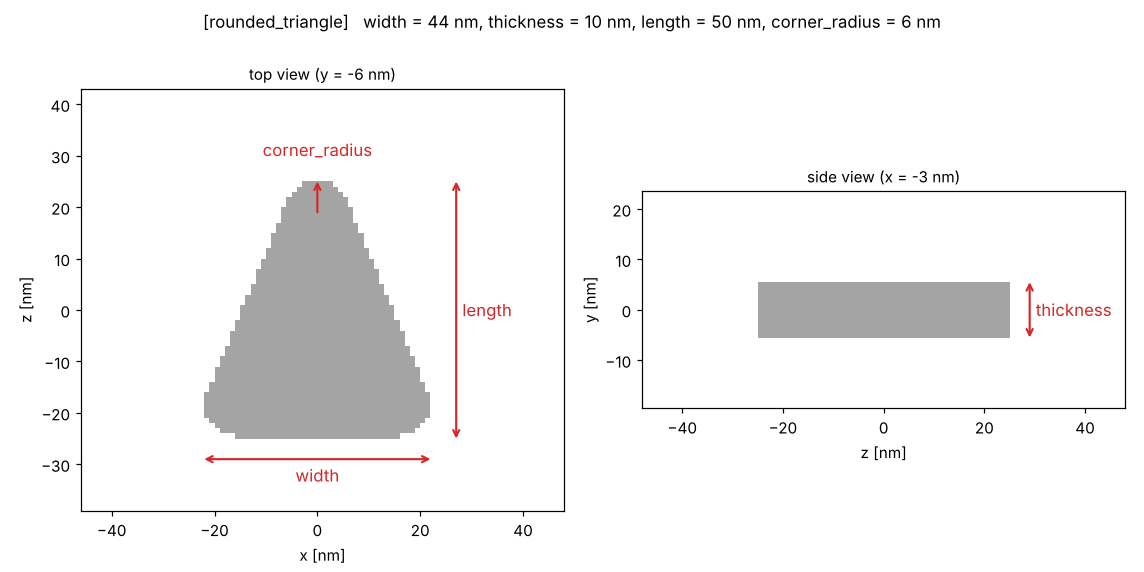 [rounded_triangle]   width = 44 nm, thickness = 10 nm, length = 50 nm, corner_radius = 6 nm
top view (y = -6 nm)
40
30
20
10
0
−10
−20
−30
z [nm]
corner_radius
length
width
−40
−20
0
20
40
x [nm]
side view (x = -3 nm)
20
10
0
−10
y [nm]
thickness
−40
−20
0
20
40
z [nm]